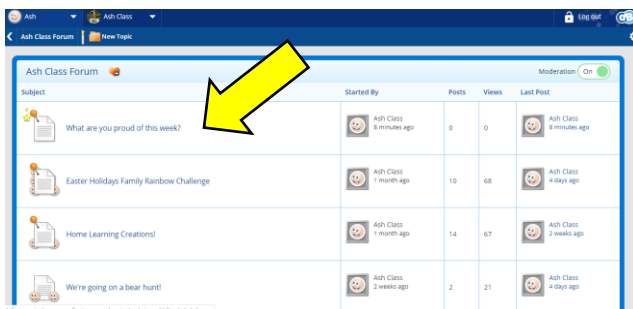 Ash Ash Class Log out
Ash Class Forum New Topic
Ash Class Forum Moderation On
Subject Started By Posts Views Last Post
What are you proud of this week? Ash Class 8 minutes ago 0 0 Ash Class 8 minutes ago
Easter Holidays Family Rainbow Challenge Ash Class 1 month ago 10 68 Ash Class 4 days ago
Home Learning Creations! Ash Class 1 month ago 14 67 Ash Class 2 weeks ago
We're going on a bear hunt! Ash Class 2 weeks ago 2 21 Ash Class 4 days ago